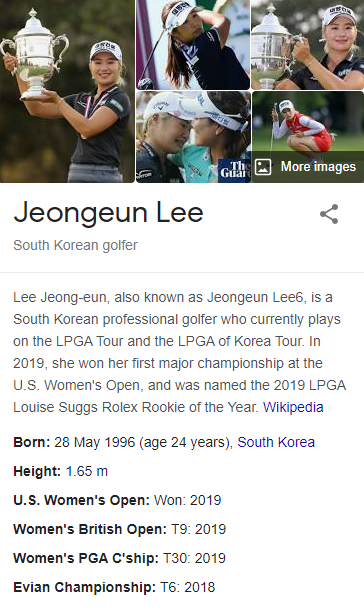 The
Guar
More images
Jeongeun Lee
South Korean golfer
Lee Jeong-eun, also known as Jeongeun Lee6, is a
South Korean professional golfer who currently plays
on the LPGA Tour and the LPGA of Korea Tour. In
2019, she won her first major championship at the
U.S. Women's Open, and was named the 2019 LPGA
Louise Suggs Rolex Rookie of the Year. Wikipedia
Born: 28 May 1996 (age 24 years), South Korea
Height: 1.65 m
U.S. Women's Open: Won: 2019
Women's British Open: T9: 2019
Women's PGA C'ship: T30: 2019
Evian Championship: T6: 2018